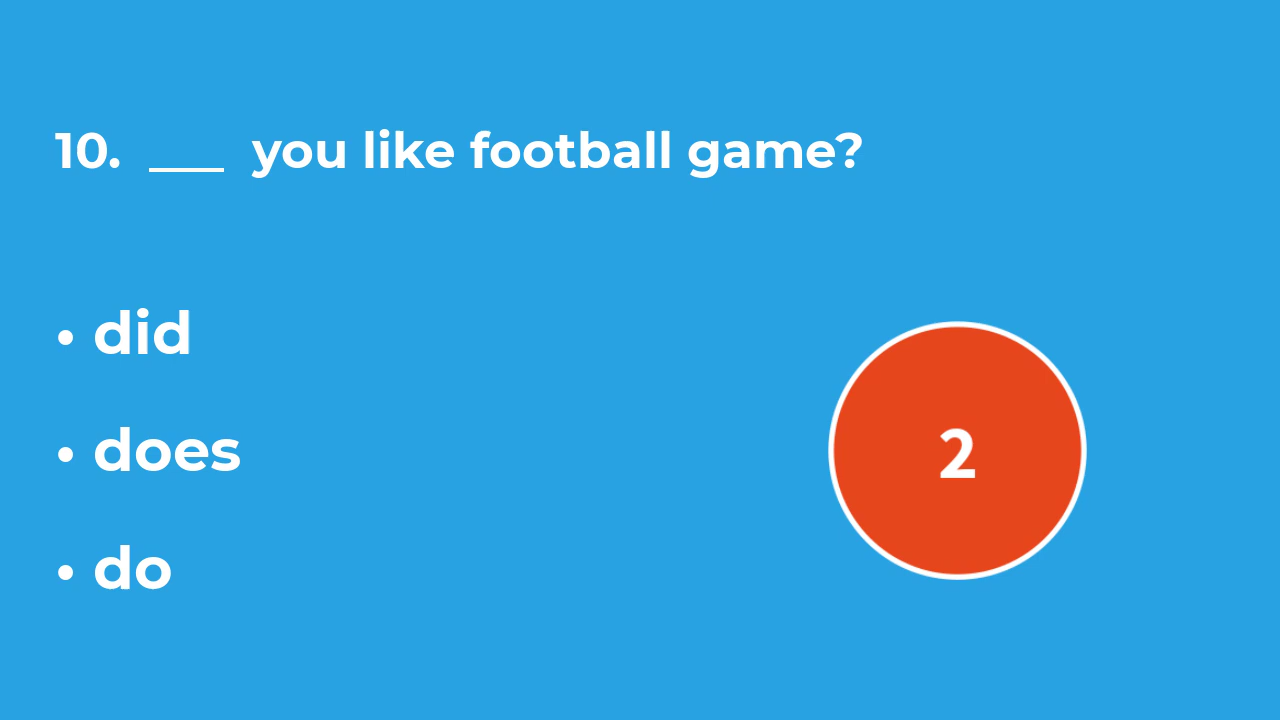 10. ___ you like football game?
• did
• does
• do
2